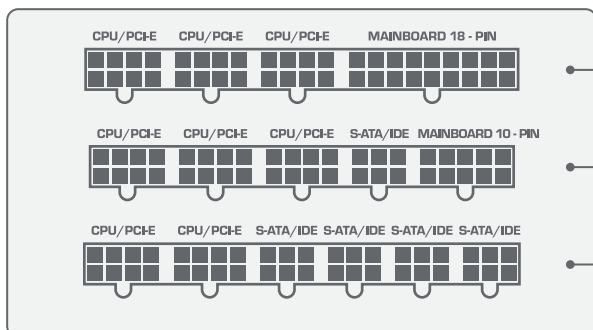 CPU/PCI-E CPU/PCI-E CPU/PCI-E MAINBOARD 18 - PIN
CPU/PCI-E CPU/PCI-E CPU/PCI-E S-ATA/IDE MAINBOARD 10 - PIN
CPU/PCI-E CPU/PCI-E S-ATA/IDE S-ATA/IDE S-ATA/IDE S-ATA/IDE